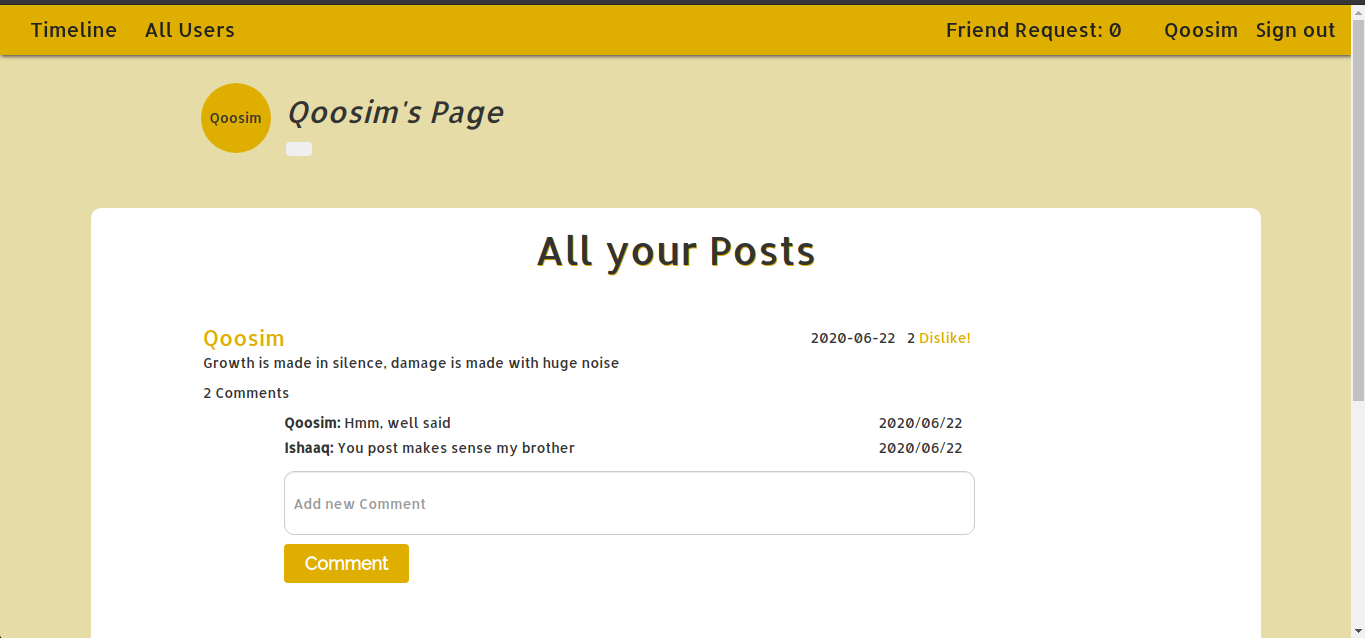 Timeline All Users Friend Request: 0 Qoosim Sign out
Qoosim
Qoosim's Page
All your Posts
Qoosim 2020-06-22 2 Dislike!
Growth is made in silence, damage is made with huge noise
2 Comments
Qoosim: Hmm, well said 2020/06/22
Ishaaq: You post makes sense my brother 2020/06/22
Add new Comment
Comment